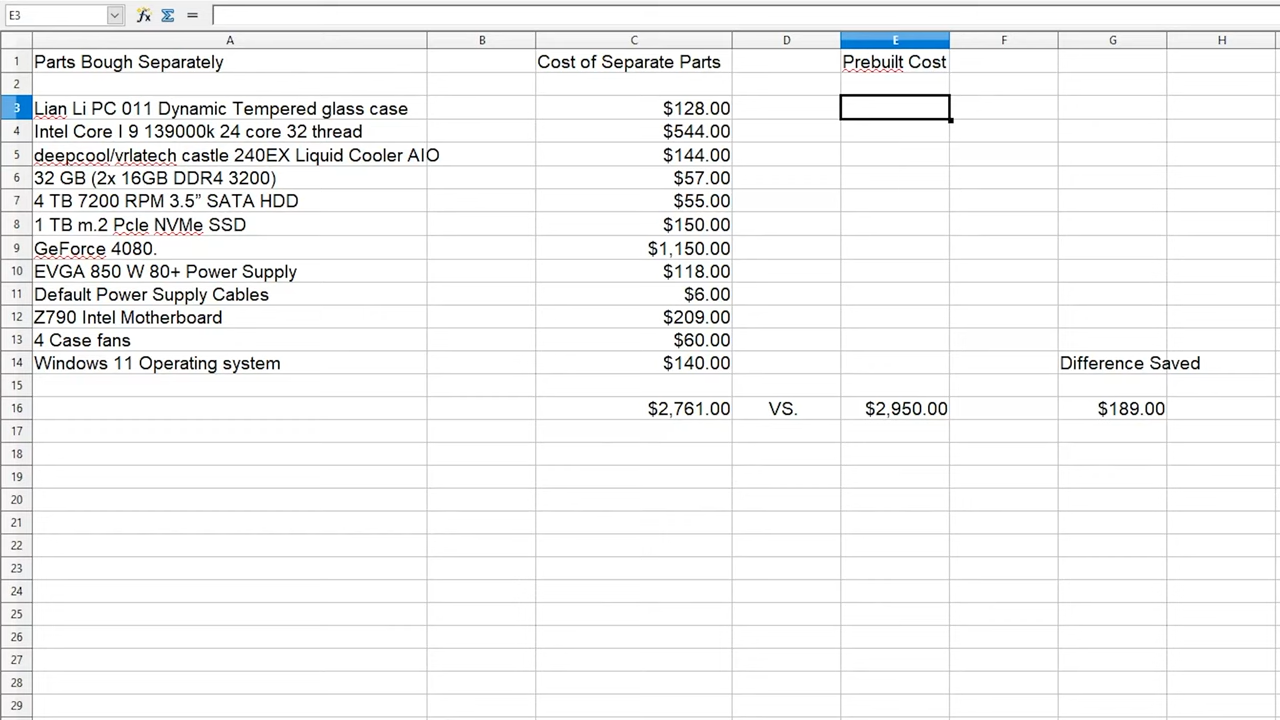 E3
A B C D E F G H
1 Parts Bough Separately Cost of Separate Parts Prebuilt Cost
2
3 Lian Li PC 011 Dynamic Tempered glass case $128.00
4 Intel Core I 9 139000k 24 core 32 thread $544.00
5 deepcool/vrlatech castle 240EX Liquid Cooler AIO $144.00
6 32 GB (2x 16GB DDR4 3200) $57.00
7 4 TB 7200 RPM 3.5” SATA HDD $55.00
8 1 TB m.2 Pcle NVMe SSD $150.00
9 GeForce 4080. $1,150.00
10 EVGA 850 W 80+ Power Supply $118.00
11 Default Power Supply Cables $6.00
12 Z790 Intel Motherboard $209.00
13 4 Case fans $60.00
14 Windows 11 Operating system $140.00 Difference Saved
15
16 $2,761.00 VS. $2,950.00 $189.00
17
18
19
20
21
22
23
24
25
26
27
28
29